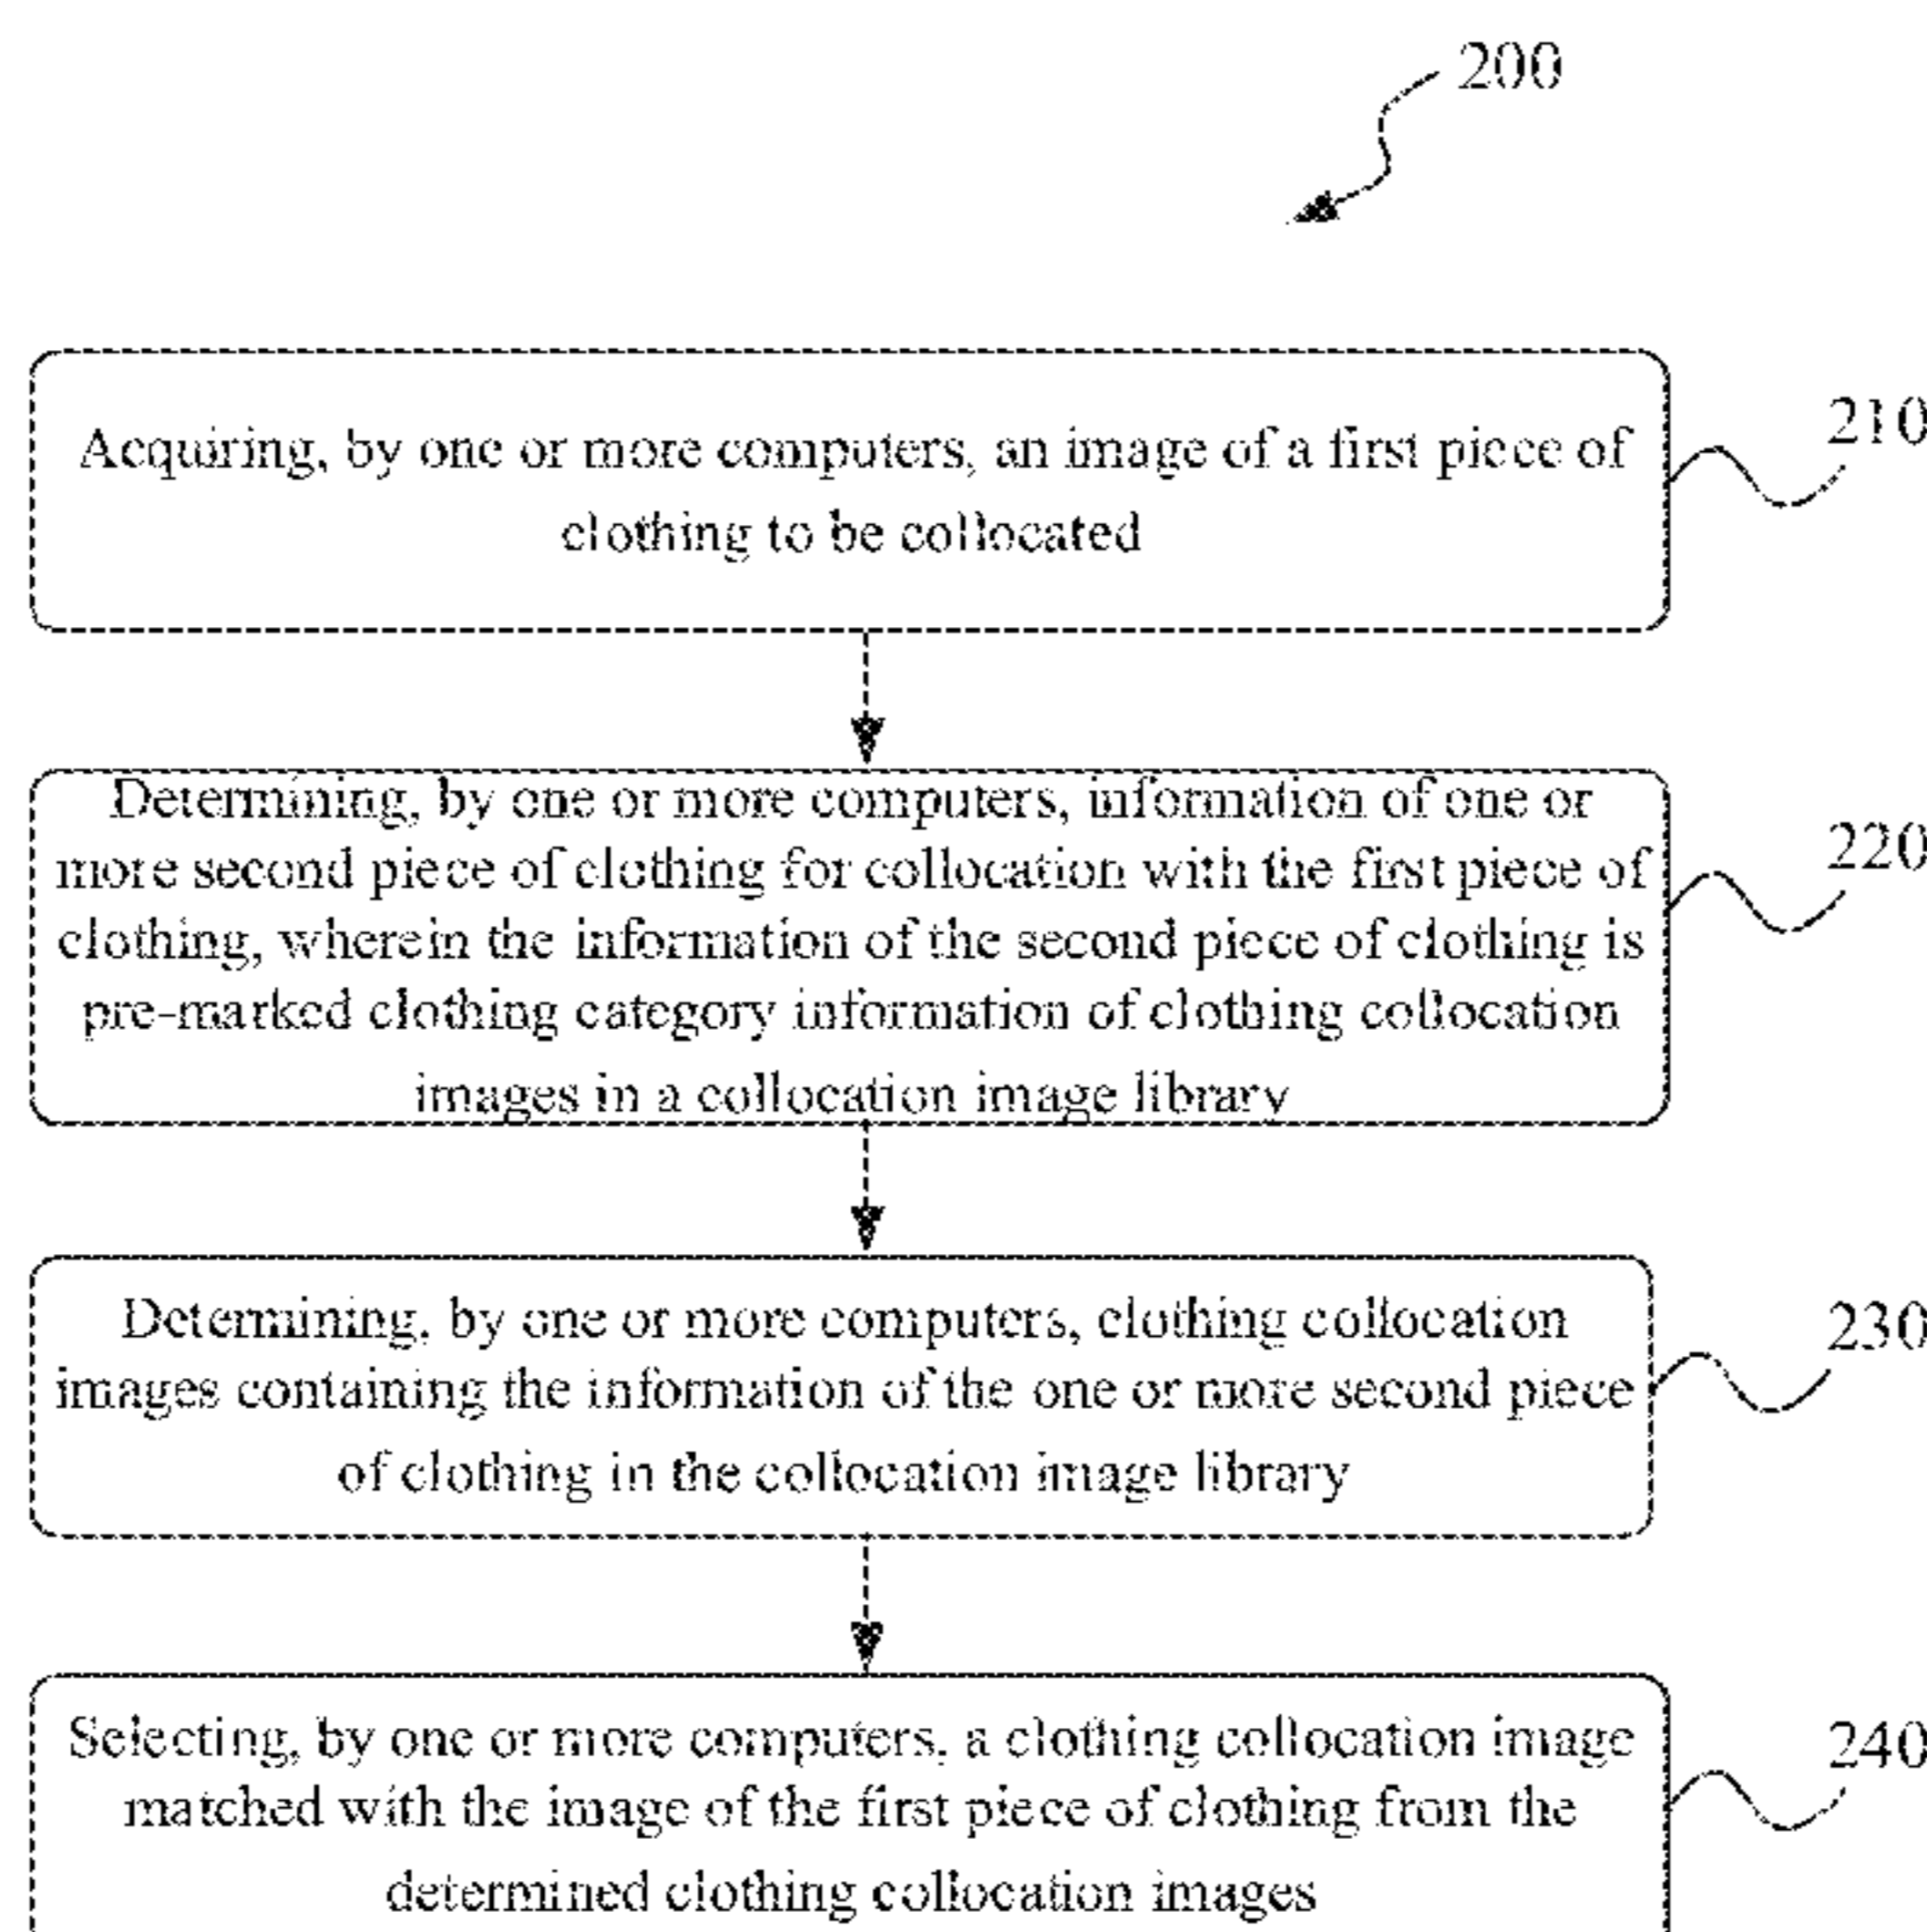 200
Acquiring, by one or more computers, an image of a first piece of
clothing to be collocated
210
Determining, by one or more computers, information of one or
more second piece of clothing for collocation with the first piece of
clothing, wherein the information of the second piece of clothing is
pre-marked clothing category information of clothing collocation
images in a collocation image library
220
Determining, by one or more computers, clothing collocation
images containing the information of the one or more second piece
of clothing in the collocation image library
230
Selecting, by one or more computers, a clothing collocation image
matched with the image of the first piece of clothing from the
determined clothing collocation images
240